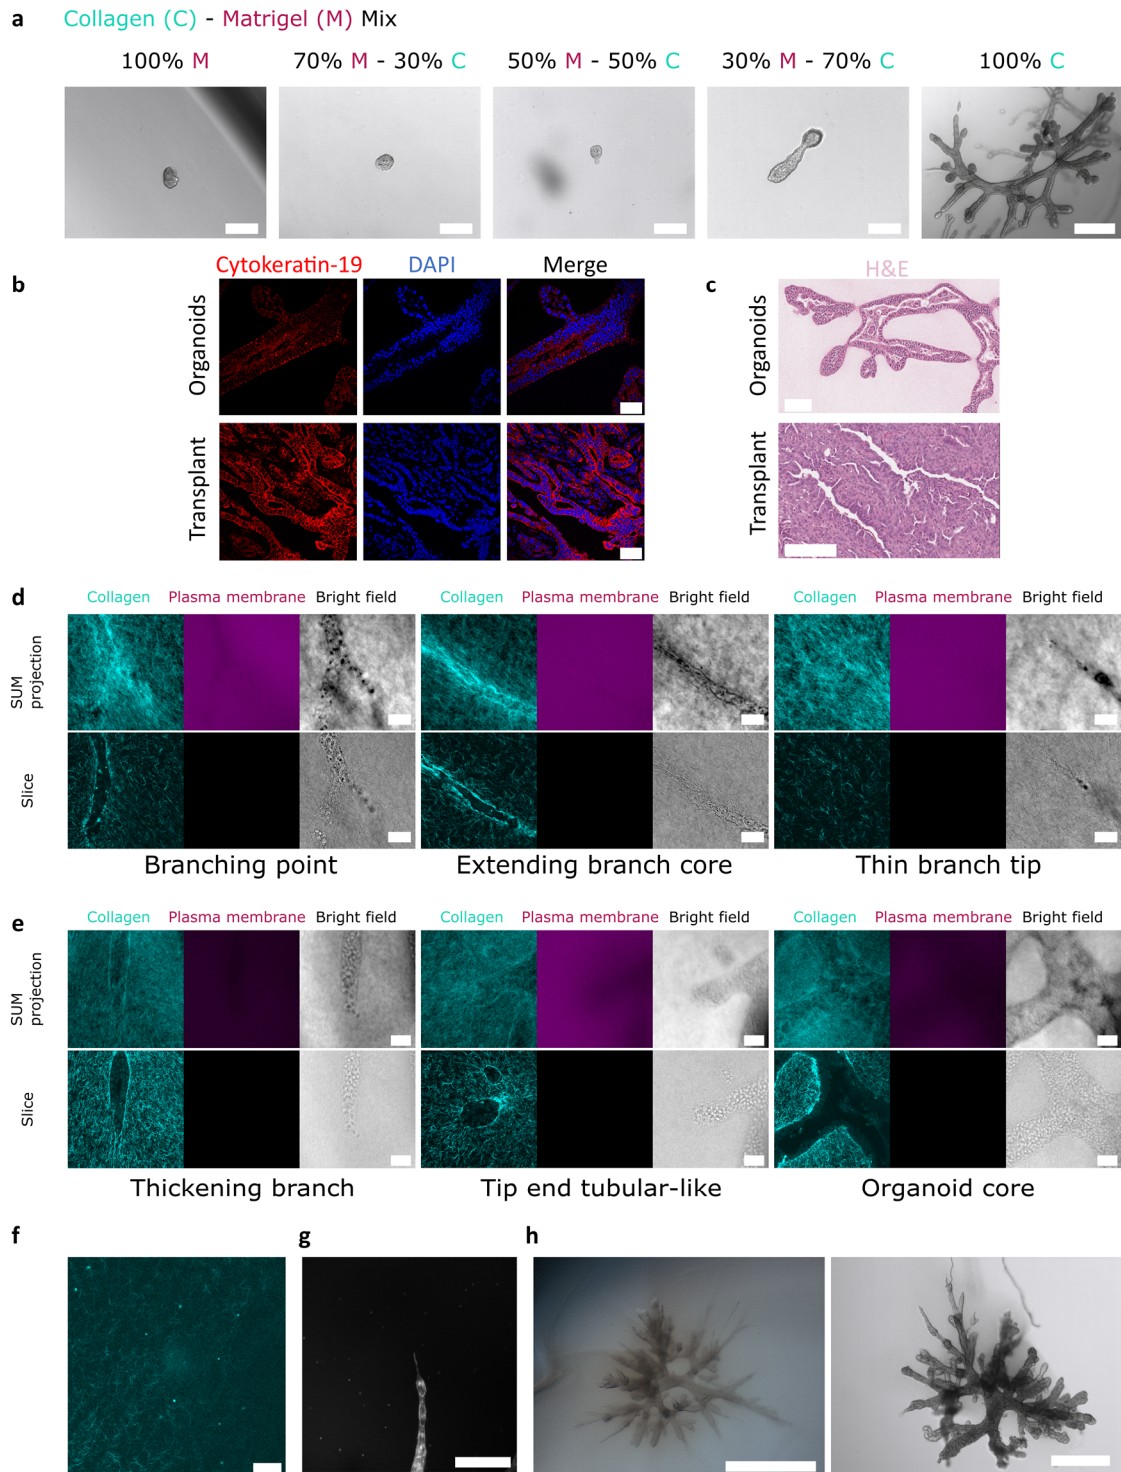 a
Collagen (C) - Matrigel (M) Mix
100% M
70% M - 30% C
50% M - 50% C
30% M - 70% C
100% C
b
Cytokeratin-19
DAPI
Merge
Organoids
Transplant
c
H&E
Organoids
Transplant
d
Collagen
Plasma membrane
Bright field
Collagen
Plasma membrane
Bright field
Collagen
Plasma membrane
Bright field
SUM
projection
Slice
Branching point
Extending branch core
Thin branch tip
e
Collagen
Plasma membrane
Bright field
Collagen
Plasma membrane
Bright field
Collagen
Plasma membrane
Bright field
SUM
projection
Slice
Thickening branch
Tip end tubular-like
Organoid core
f
g
h